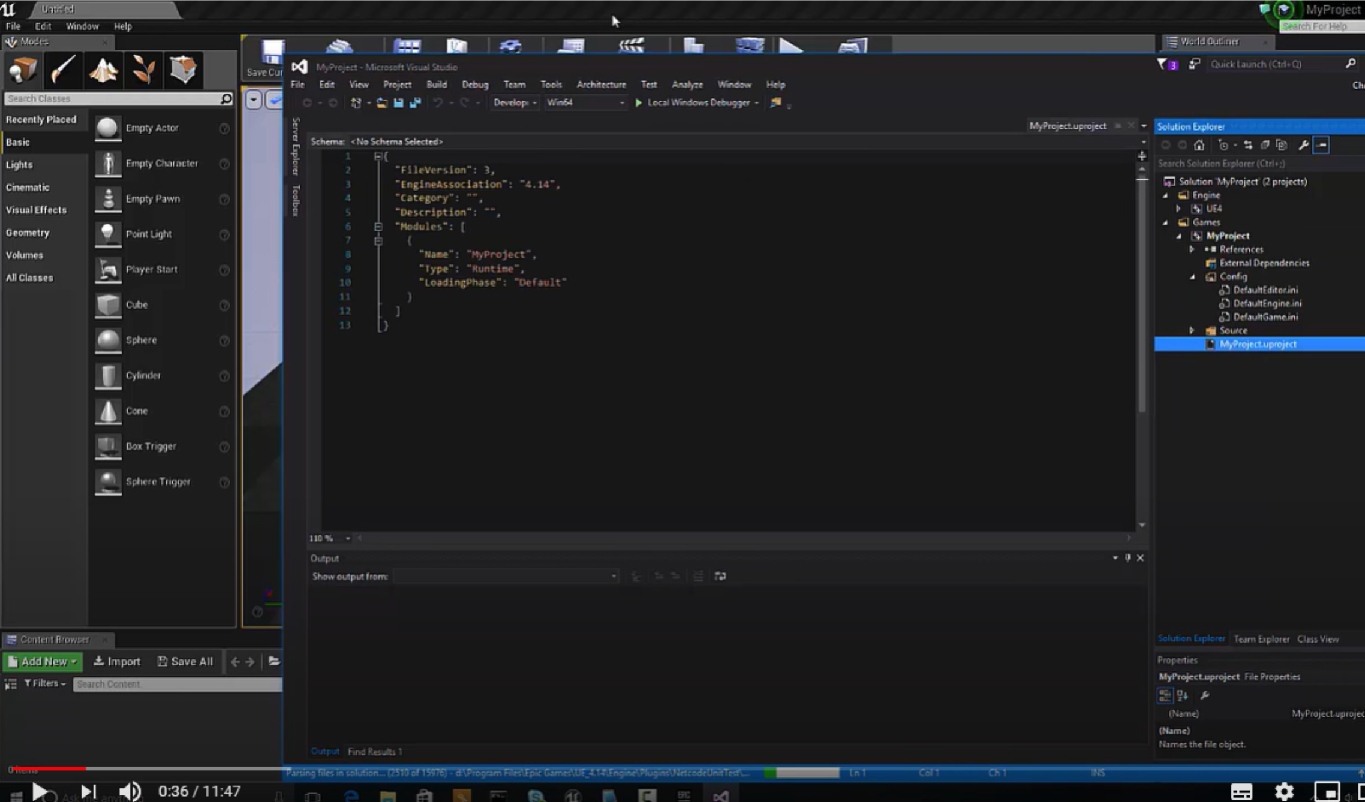 Untitled
MyProject
File Edit Window Help
Search For Help
Modes
World Outliner
Save Cur
MyProject - Microsoft Visual Studio
3 Quick Launch (Ctrl+Q)
File Edit View Project Build Debug Team Tools Architecture Test Analyze Window Help
Search Classes
Develop Win64 Local Windows Debugger
Recently Placed
Basic
Lights
Cinematic
Visual Effects
Geometry
Volumes
All Classes
Empty Actor
Empty Character
Empty Pawn
Point Light
Player Start
Cube
Sphere
Cylinder
Cone
Box Trigger
Sphere Trigger
Server Explorer
Toolbox
MyProject.uproject
Schema: <No Schema Selected>
1 {
2 "FileVersion": 3,
3 "EngineAssociation": "4.14",
4 "Category": "",
5 "Description": "",
6 "Modules": [
7 {
8 "Name": "MyProject",
9 "Type": "Runtime",
10 "LoadingPhase": "Default"
11 }
12 ]
13 }
110 %
Output
Show output from:
Output Find Results 1
Solution Explorer
Search Solution Explorer (Ctrl+;)
Solution 'MyProject' (2 projects)
Engine
UE4
Games
MyProject
References
External Dependencies
Config
DefaultEditor.ini
DefaultEngine.ini
DefaultGame.ini
Source
MyProject.uproject
Solution Explorer Team Explorer Class View
Properties
MyProject.uproject File Properties
(Name) MyProject.uprojec
(Name)
Names the file object.
Content Browser
Add New Import Save All
Filters Search Content
0 items
Parsing files in solution... (2510 of 15976) - d:\Program Files\Epic Games\UE_4.14\Engine\Plugins\NetcodeUnitTest\... Ln 1 Col 1 Ch 1 INS
0:36 / 11:47